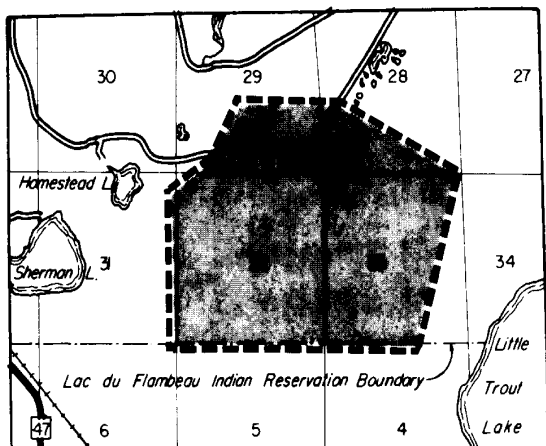 30
29
28
27
Homestead L.
Sherman L.
31
34
Little
Trout
Lake
Lac du Flambeau Indian Reservation Boundary
47
6
5
4